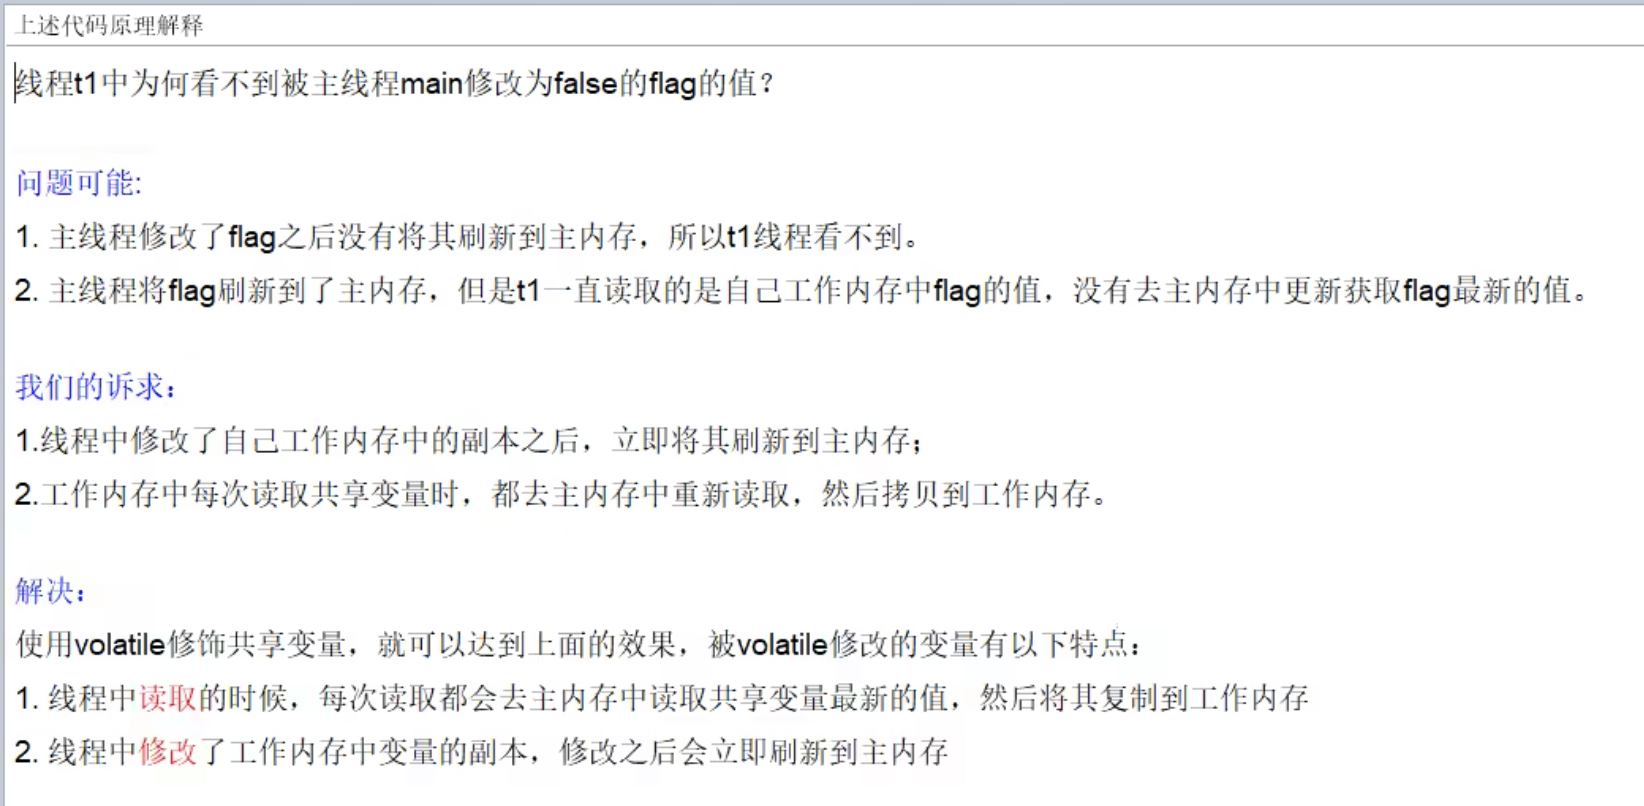 上述代码原理解释
线程t1中为何看不到被主线程main修改为false的flag的值？
问题可能:
1. 主线程修改了flag之后没有将其刷新到主内存，所以t1线程看不到。
2. 主线程将flag刷新到了主内存，但是t1一直读取的是自己工作内存中flag的值，没有去主内存中更新获取flag最新的值。
我们的诉求：
1.线程中修改了自己工作内存中的副本之后，立即将其刷新到主内存；
2.工作内存中每次读取共享变量时，都去主内存中重新读取，然后拷贝到工作内存。
解决：
使用volatile修饰共享变量，就可以达到上面的效果，被volatile修改的变量有以下特点：
1. 线程中读取的时候，每次读取都会去主内存中读取共享变量最新的值，然后将其复制到工作内存
2. 线程中修改了工作内存中变量的副本，修改之后会立即刷新到主内存